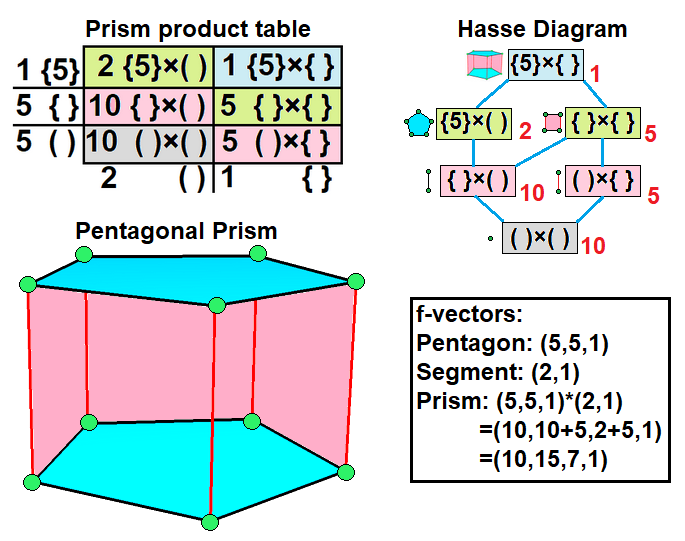 Prism product table
1 {5} 2 {5}×( ) 1 {5}×{ }
5 { } 10 { }×( ) 5 { }×{ }
5 ( ) 10 ( )×( ) 5 ( )×{ }
2 ( ) 1 { }
Hasse Diagram
{5}×{ } 1
{5}×( ) 2 { }×{ } 5
{ }×( ) 10 ( )×{ } 5
( )×( ) 10
Pentagonal Prism
f-vectors:
Pentagon: (5,5,1)
Segment: (2,1)
Prism: (5,5,1)*(2,1)
=(10,10+5,2+5,1)
=(10,15,7,1)